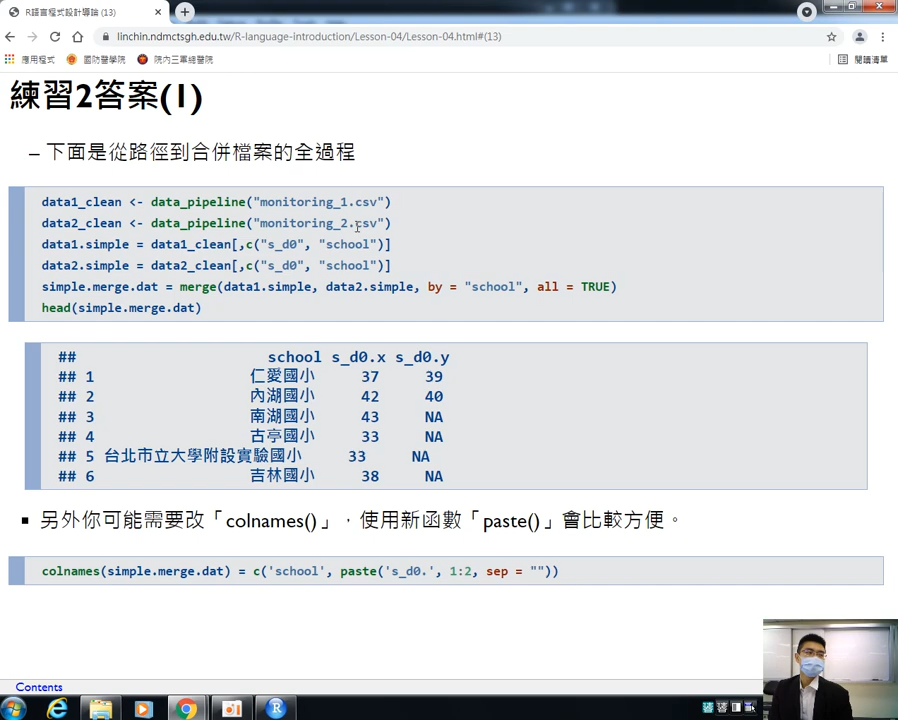 R語言程式設計導論 (13)
linchin.ndmctsgh.edu.tw/R-language-introduction/Lesson-04/Lesson-04.html#(13)
應用程式 國防醫學院 院內三軍總醫院 閱讀清單
練習2答案(1)
– 下面是從路徑到合併檔案的全過程
data1_clean <- data_pipeline("monitoring_1.csv")
data2_clean <- data_pipeline("monitoring_2.csv")
data1.simple = data1_clean[,c("s_d0", "school")]
data2.simple = data2_clean[,c("s_d0", "school")]
simple.merge.dat = merge(data1.simple, data2.simple, by = "school", all = TRUE)
head(simple.merge.dat)
## school s_d0.x s_d0.y
## 1 仁愛國小 37 39
## 2 內湖國小 42 40
## 3 南湖國小 43 NA
## 4 古亭國小 33 NA
## 5 台北市立大學附設實驗國小 33 NA
## 6 吉林國小 38 NA
▪ 另外你可能需要改「colnames()」，使用新函數「paste()」會比較方便。
colnames(simple.merge.dat) = c('school', paste('s_d0.', 1:2, sep = ""))
Contents